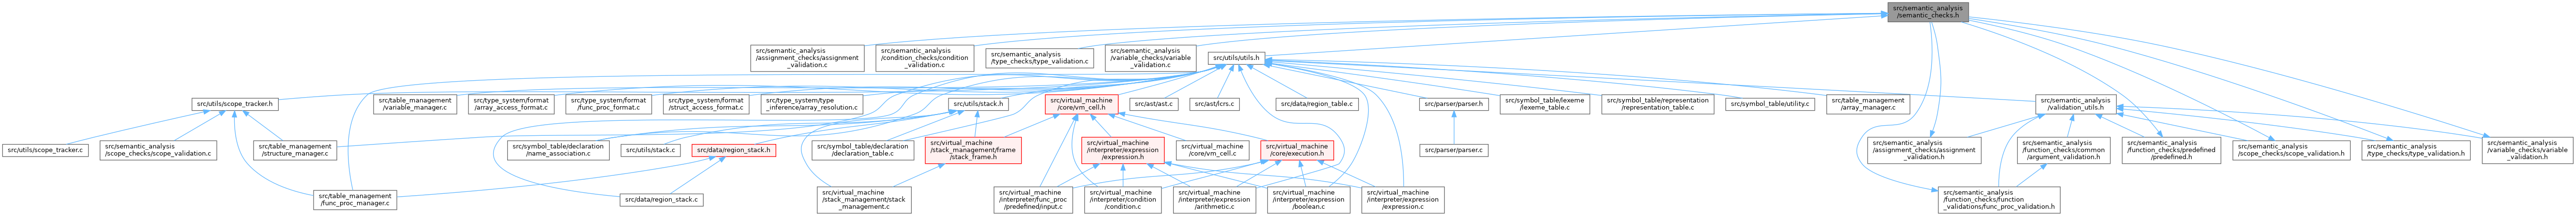 src/semantic_analysis
/semantic_checks.h
src/semantic_analysis
/assignment_checks/assignment
_validation.c
src/semantic_analysis
/condition_checks/condition
_validation.c
src/semantic_analysis
/type_checks/type_validation.c
src/semantic_analysis
/variable_checks/variable
_validation.c
src/utils/utils.h
src/utils/scope_tracker.h
src/table_management
/variable_manager.c
src/type_system/format
/array_access_format.c
src/type_system/format
/func_proc_format.c
src/type_system/format
/struct_access_format.c
src/type_system/type
_inference/array_resolution.c
src/utils/stack.h
src/virtual_machine
/core/vm_cell.h
src/ast/ast.c
src/ast/lcrs.c
src/data/region_table.c
src/parser/parser.h
src/symbol_table/lexeme
/lexeme_table.c
src/symbol_table/representation
/representation_table.c
src/symbol_table/utility.c
src/table_management
/array_manager.c
src/semantic_analysis
/validation_utils.h
src/utils/scope_tracker.c
src/semantic_analysis
/scope_checks/scope_validation.c
src/table_management
/structure_manager.c
src/symbol_table/declaration
/name_association.c
src/utils/stack.c
src/data/region_stack.h
src/symbol_table/declaration
/declaration_table.c
src/virtual_machine
/stack_management/frame
/stack_frame.h
src/virtual_machine
/interpreter/expression
/expression.h
src/virtual_machine
/core/vm_cell.c
src/virtual_machine
/core/execution.h
src/parser/parser.c
src/semantic_analysis
/assignment_checks/assignment
_validation.h
src/semantic_analysis
/function_checks/common
/argument_validation.h
src/semantic_analysis
/function_checks/predefined
/predefined.h
src/semantic_analysis
/scope_checks/scope_validation.h
src/semantic_analysis
/type_checks/type_validation.h
src/semantic_analysis
/variable_checks/variable
_validation.h
src/table_management
/func_proc_manager.c
src/data/region_stack.c
src/virtual_machine
/stack_management/stack
_management.c
src/virtual_machine
/interpreter/func_proc
/predefined/input.c
src/virtual_machine
/interpreter/condition
/condition.c
src/virtual_machine
/interpreter/expression
/arithmetic.c
src/virtual_machine
/interpreter/expression
/boolean.c
src/virtual_machine
/interpreter/expression
/expression.c
src/semantic_analysis
/function_checks/function
_validations/func_proc_validation.h